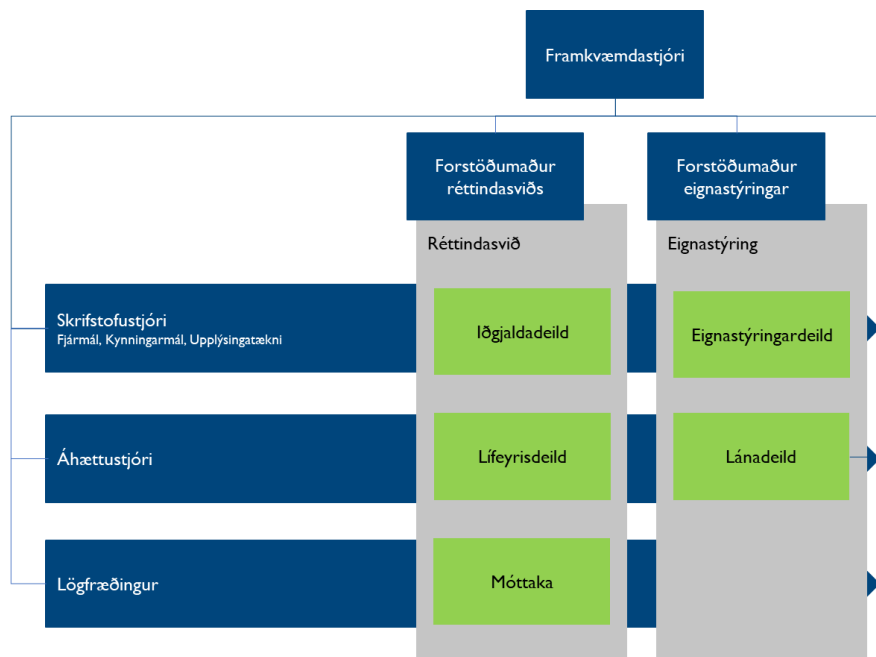 Framkvæmdastjóri
Forstöðumaður
réttindasviðs
Forstöðumaður
eignastýringar
Réttindasvið
Eignastýring
Skrifstofustjóri
Fjármál, Kynningarmál, Upplýsingatækni
Iðgjaldadeild
Eignastýringardeild
Áhættustjóri
Lífeyrisdeild
Lánadeild
Lögfræðingur
Móttaka